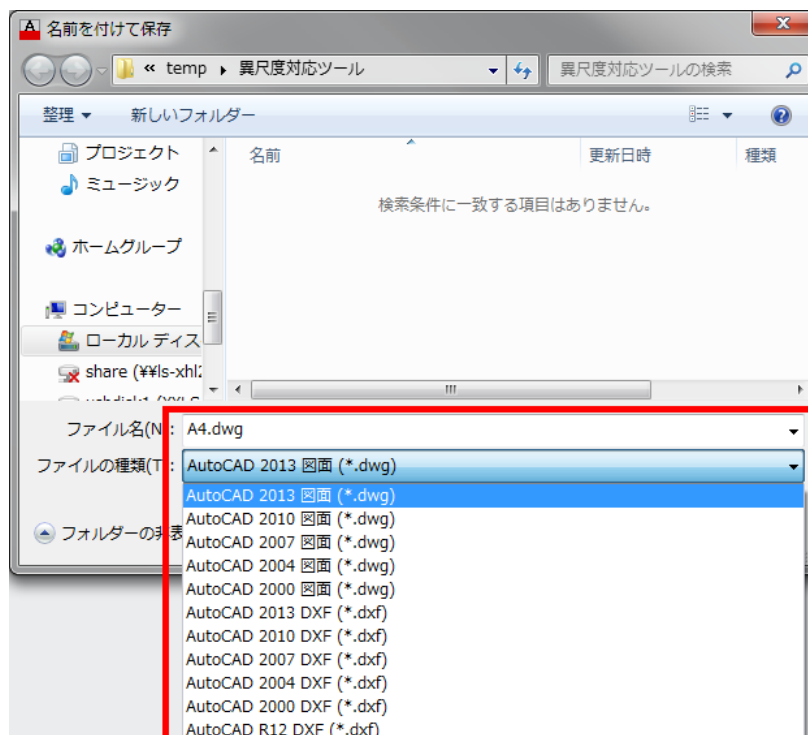 名前を付けて保存
« temp ▸ 異尺度対応ツール
異尺度対応ツールの検索
整理 ▼ 新しいフォルダー
プロジェクト
ミュージック
ホームグループ
コンピューター
ローカル ディス
share (¥¥ls-xhl2
名前 更新日時 種類
検索条件に一致する項目はありません。
ファイル名(N): A4.dwg
ファイルの種類(T): AutoCAD 2013 図面 (*.dwg)
フォルダーの非表
AutoCAD 2013 図面 (*.dwg)
AutoCAD 2010 図面 (*.dwg)
AutoCAD 2007 図面 (*.dwg)
AutoCAD 2004 図面 (*.dwg)
AutoCAD 2000 図面 (*.dwg)
AutoCAD 2013 DXF (*.dxf)
AutoCAD 2010 DXF (*.dxf)
AutoCAD 2007 DXF (*.dxf)
AutoCAD 2004 DXF (*.dxf)
AutoCAD 2000 DXF (*.dxf)
AutoCAD R12 DXF (*.dxf)